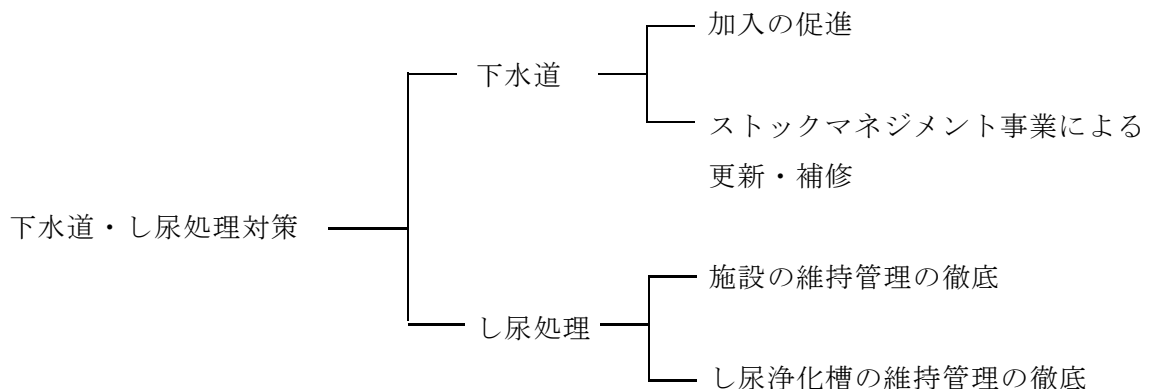 加入の促進
下水道
ストックマネジメント事業による
更新・補修
下水道・し尿処理対策
施設の維持管理の徹底
し尿処理
し尿浄化槽の維持管理の徹底